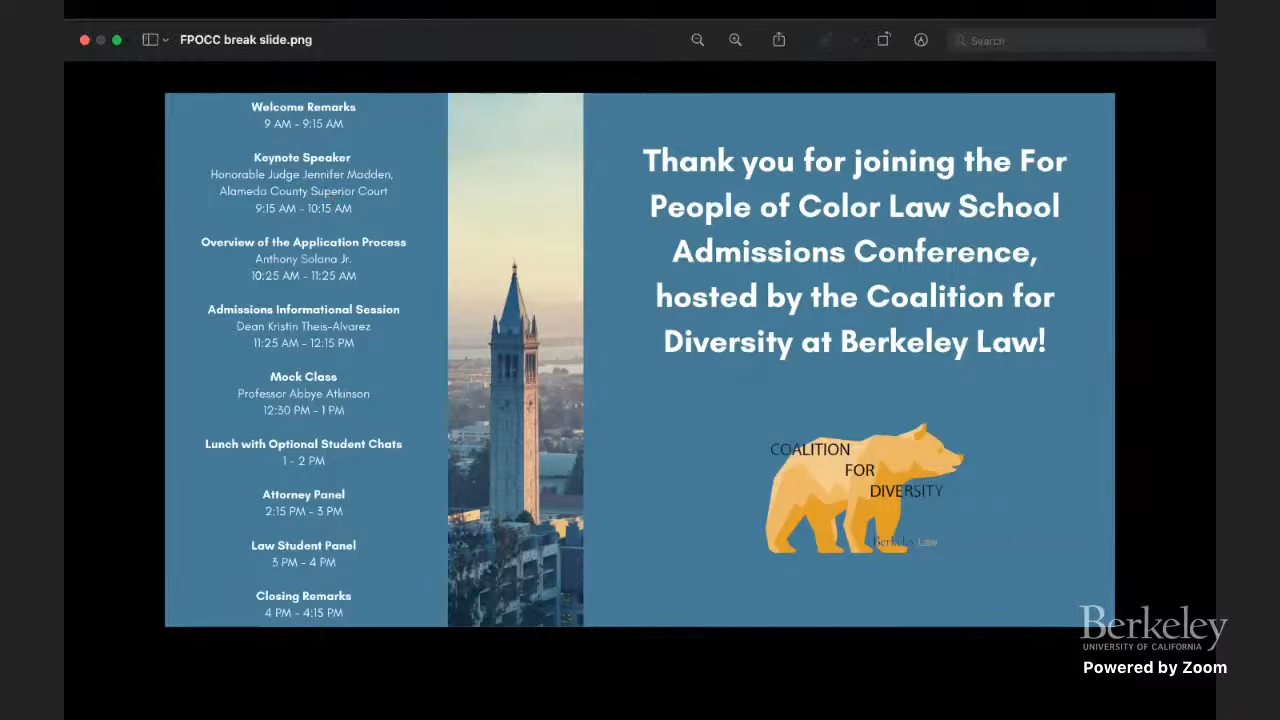 FPOCC break slide.png
Search
Welcome Remarks
9 AM - 9:15 AM
Keynote Speaker
Honorable Judge Jennifer Madden,
Alameda County Superior Court
9:15 AM - 10:15 AM
Overview of the Application Process
Anthony Solana Jr.
10:25 AM - 11:25 AM
Admissions Informational Session
Dean Kristin Theis-Alvarez
11:25 AM - 12:15 PM
Mock Class
Professor Abbye Atkinson
12:30 PM - 1 PM
Lunch with Optional Student Chats
1 - 2 PM
Attorney Panel
2:15 PM - 3 PM
Law Student Panel
3 PM - 4 PM
Closing Remarks
4 PM - 4:15 PM
Thank you for joining the For
People of Color Law School
Admissions Conference,
hosted by the Coalition for
Diversity at Berkeley Law!
COALITION
FOR
DIVERSITY
Berkeley Law
Berkeley
UNIVERSITY OF CALIFORNIA
Powered by Zoom